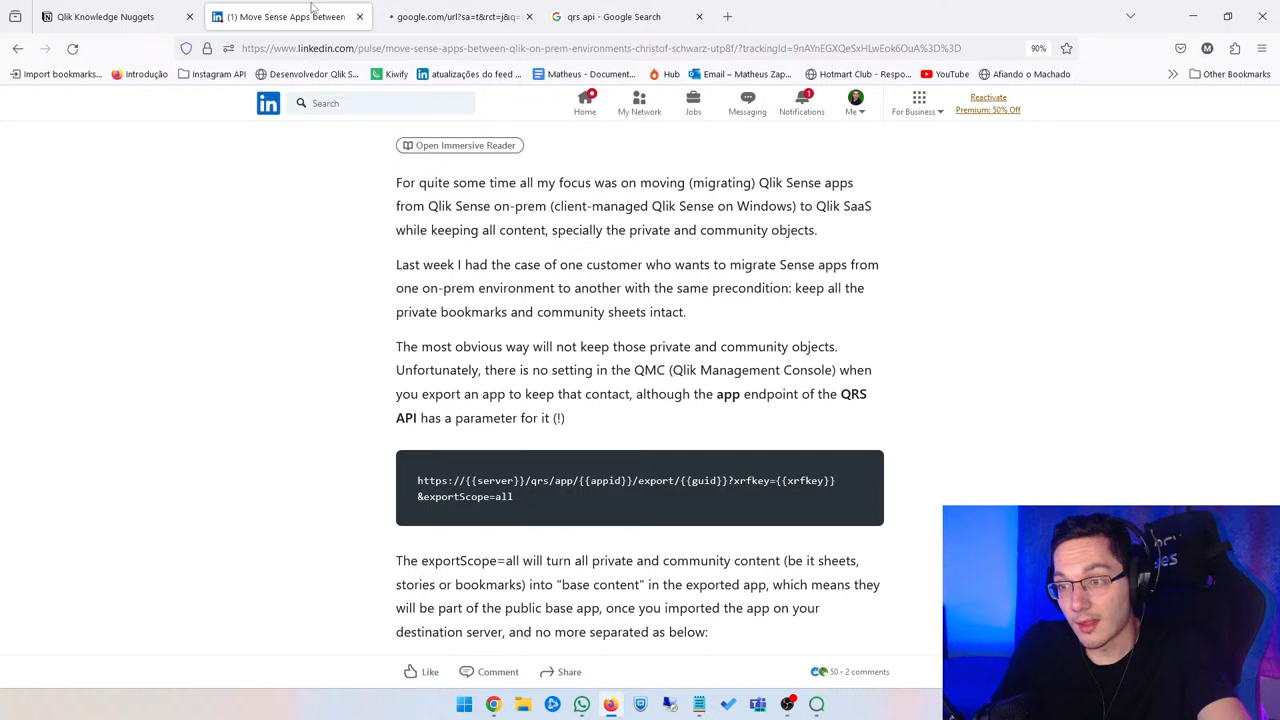 Qlik Knowledge Nuggets
(1) Move Sense Apps between
google.com/url?sa=t&rct=j&q=
qrs api - Google Search
https://www.linkedin.com/pulse/move-sense-apps-between-qlik-on-prem-environments-christof-schwarz-utp8f/?trackingId=9nAYnEGXQeSxHLwEok6OuA%3D%3D
90%
Import bookmarks...
Introdução
Instagram API
Desenvolvedor Qlik S...
Kiwify
atualizações do feed ...
Matheus - Document...
Hub
Email – Matheus Zap...
Hotmart Club - Respo...
YouTube
Afiando o Machado
Other Bookmarks
Search
Home
My Network
Jobs
Messaging
1
Notifications
Me
For Business
Reactivate
Premium: 50% Off
Open Immersive Reader
For quite some time all my focus was on moving (migrating) Qlik Sense apps
from Qlik Sense on-prem (client-managed Qlik Sense on Windows) to Qlik SaaS
while keeping all content, specially the private and community objects.
Last week I had the case of one customer who wants to migrate Sense apps from
one on-prem environment to another with the same precondition: keep all the
private bookmarks and community sheets intact.
The most obvious way will not keep those private and community objects.
Unfortunately, there is no setting in the QMC (Qlik Management Console) when
you export an app to keep that contact, although the app endpoint of the QRS
API has a parameter for it (!)
https://{{server}}/qrs/app/{{appid}}/export/{{guid}}?xrfkey={{xrfkey}}
&exportScope=all
The exportScope=all will turn all private and community content (be it sheets,
stories or bookmarks) into "base content" in the exported app, which means they
will be part of the public base app, once you imported the app on your
destination server, and no more separated as below:
Like
Comment
Share
50 • 2 comments